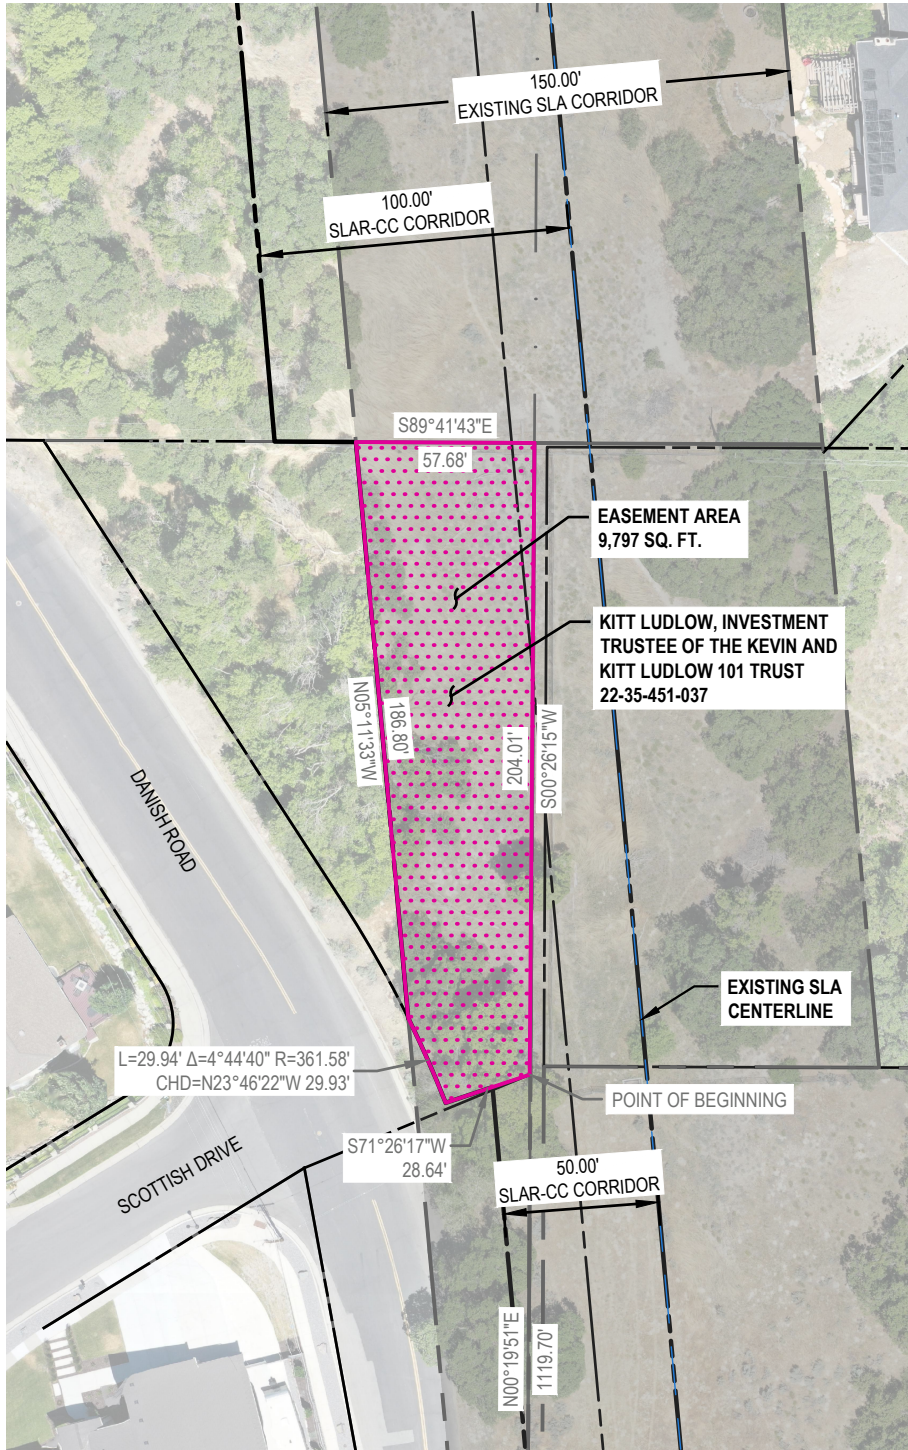 150.00'
EXISTING SLA CORRIDOR
100.00'
SLAR-CC CORRIDOR
S89°41'43"E
57.68'
EASEMENT AREA
9,797 SQ. FT.
KITT LUDLOW, INVESTMENT
TRUSTEE OF THE KEVIN AND
KITT LUDLOW 101 TRUST
22-35-451-037
N05°11'33"W
186.80'
204.01'
S00°26'15"W
DANISH ROAD
EXISTING SLA
CENTERLINE
L=29.94' Δ=4°44'40" R=361.58'
CHD=N23°46'22"W 29.93'
POINT OF BEGINNING
S71°26'17"W
28.64'
SCOTTISH DRIVE
50.00'
SLAR-CC CORRIDOR
N00°19'51"E
1119.70'